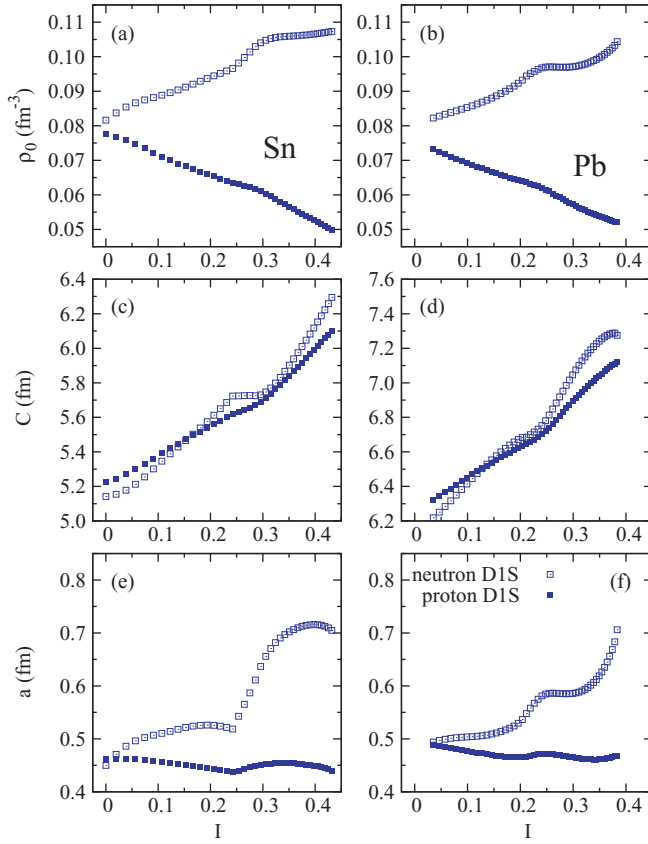 0.11
0.10
0.09
0.08
0.07
0.06
0.05
ρ₀ (fm⁻³)
(a)
Sn
0 0.1 0.2 0.3 0.4
0.11
0.10
0.09
0.08
0.07
0.06
0.05
(b)
Pb
0 0.1 0.2 0.3 0.4
6.4
6.2
6.0
5.8
5.6
5.4
5.2
5.0
C (fm)
(c)
0 0.1 0.2 0.3 0.4
7.6
7.4
7.2
7.0
6.8
6.6
6.4
6.2
(d)
0 0.1 0.2 0.3 0.4
0.8
0.7
0.6
0.5
0.4
a (fm)
(e)
0 0.1 0.2 0.3 0.4
I
0.8
0.7
0.6
0.5
0.4
neutron D1S
proton D1S
(f)
0 0.1 0.2 0.3 0.4
I